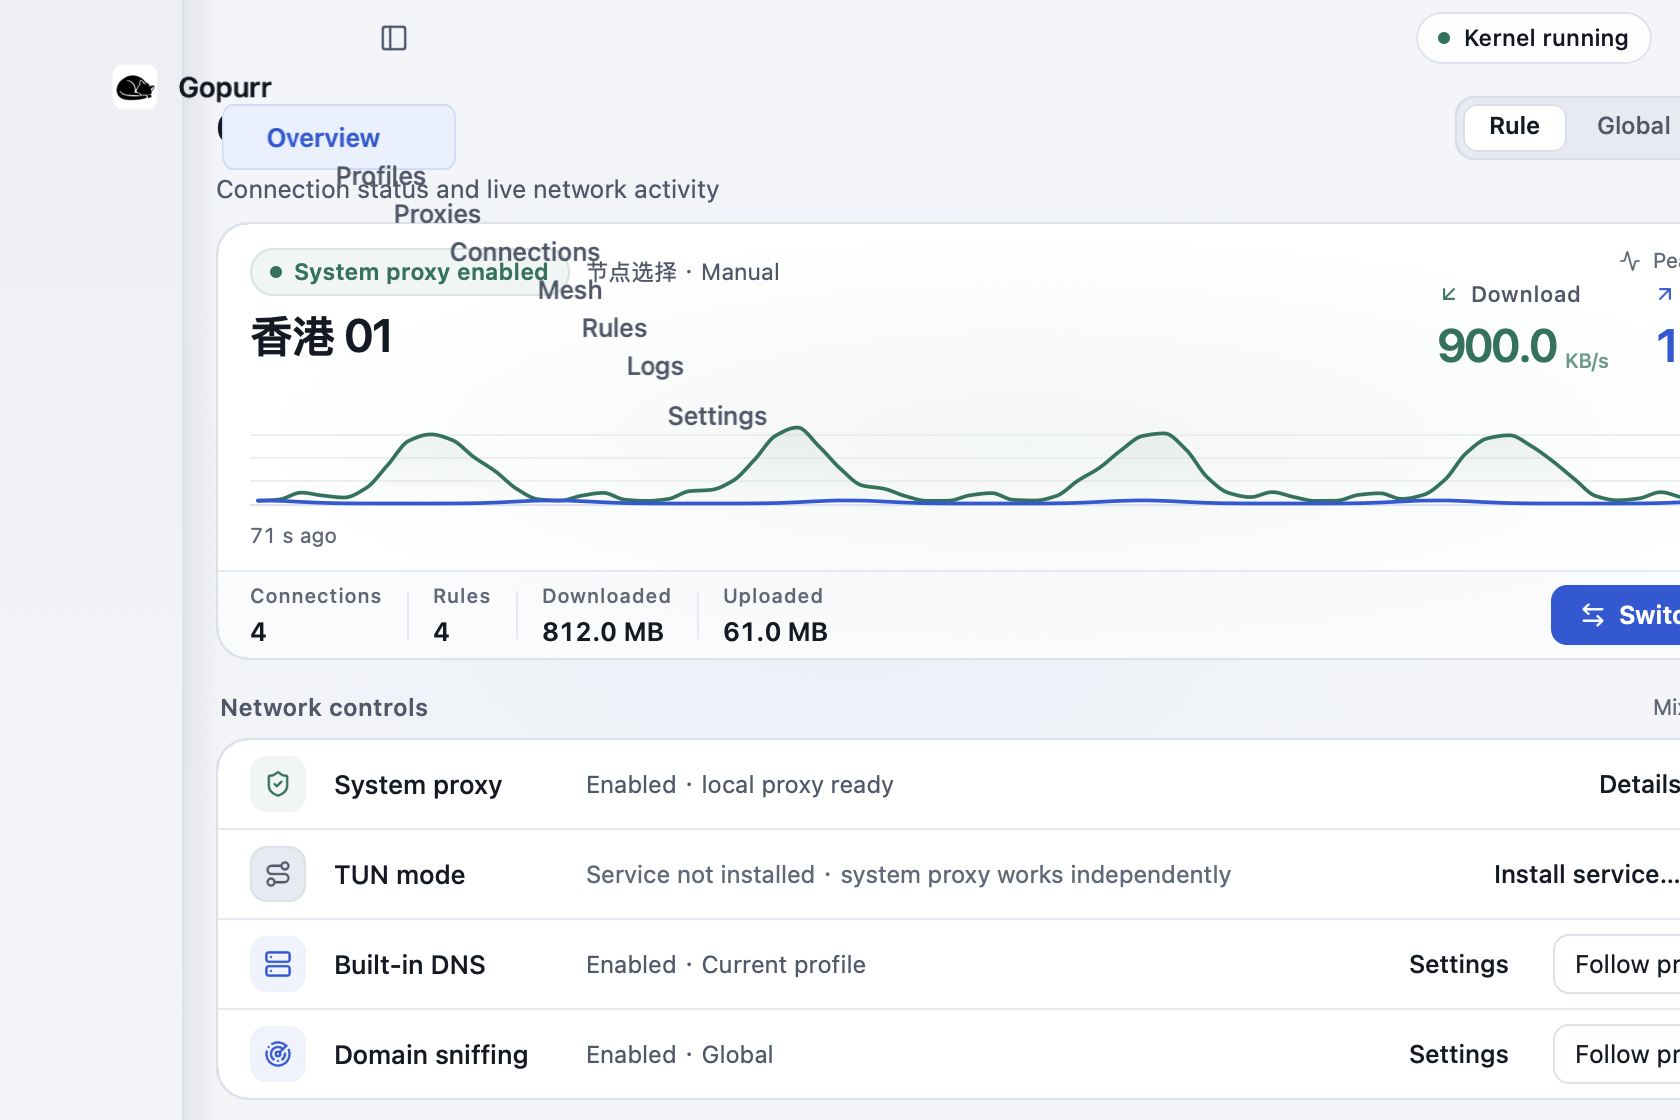 Kernel running
Gopurr
Rule
Global
Overview
Profiles
Connection status and live network activity
Proxies
Connections
System proxy enabled
节点选择 · Manual
Mesh
Download
香港 01
900.0 KB/s
Rules
Logs
Settings
71 s ago
Connections
Rules
Downloaded
Uploaded
4
4
812.0 MB
61.0 MB
Network controls
System proxy
Enabled · local proxy ready
Details
TUN mode
Service not installed · system proxy works independently
Install service...
Built-in DNS
Enabled · Current profile
Settings
Follow
Domain sniffing
Enabled · Global
Settings
Follow